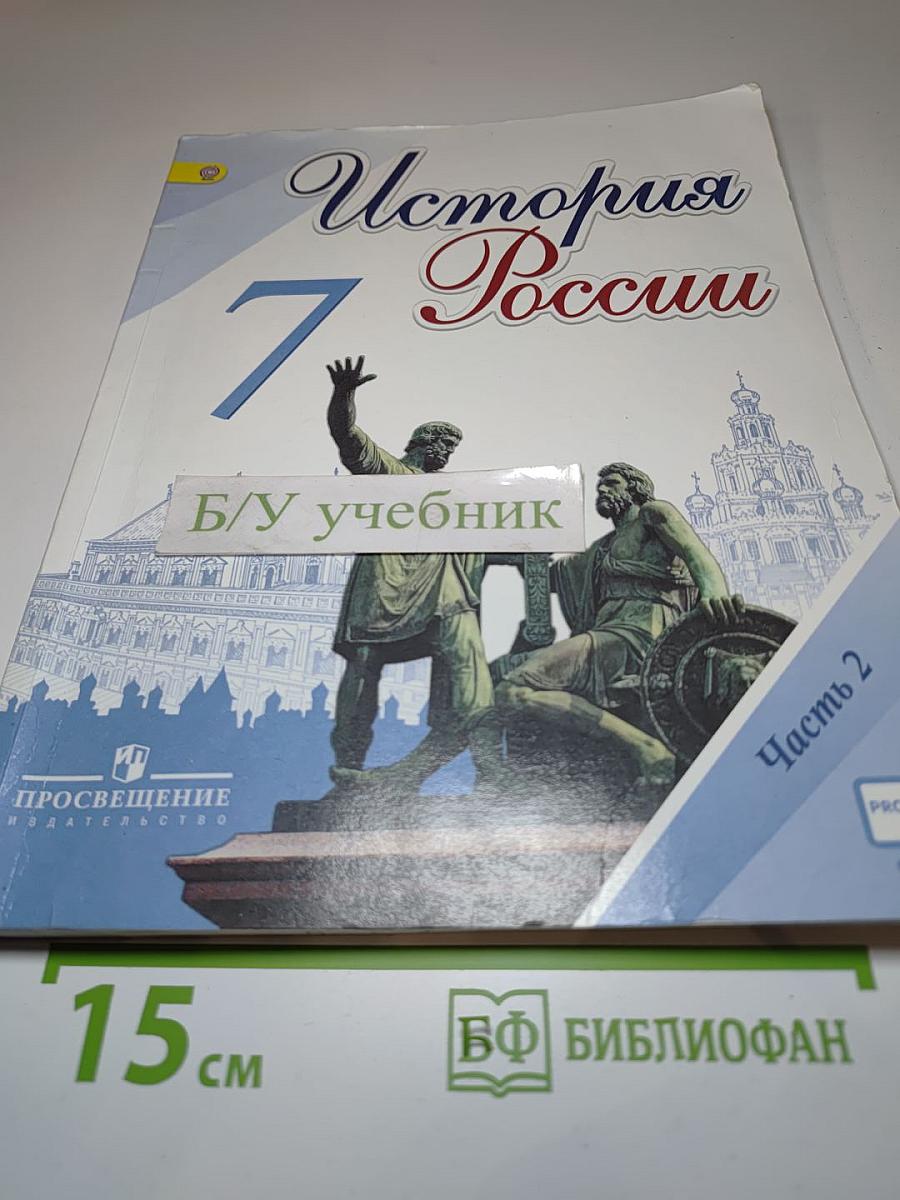 История
России
7
Б/У учебник
Часть 2
ПРОСВЕЩЕНИЕ
ИЗДАТЕЛЬСТВО
15 см
БФ БИБЛИОФАН